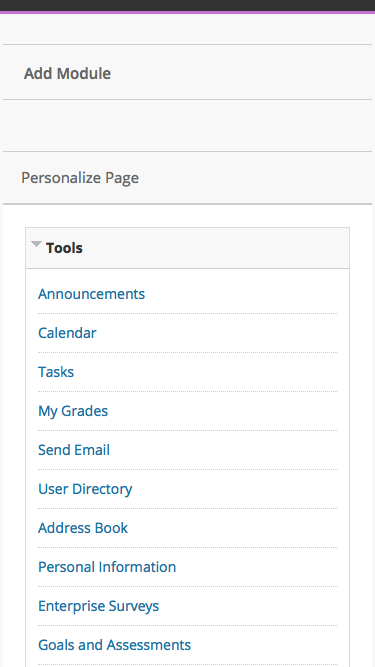 Add Module
Personalize Page
Tools
Announcements
Calendar
Tasks
My Grades
Send Email
User Directory
Address Book
Personal Information
Enterprise Surveys
Goals and Assessments